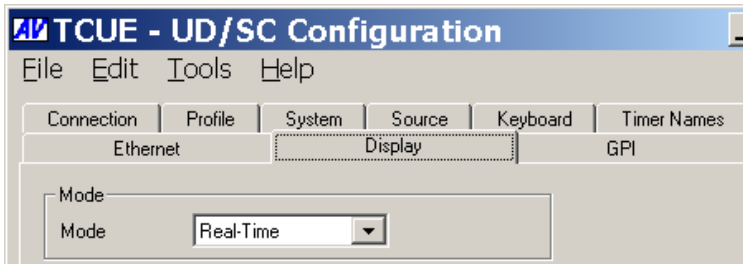 AV TCUE - UD/SC Configuration
File Edit Tools Help
Connection Profile System Source Keyboard Timer Names
Ethernet Display GPI
Mode
Mode Real-Time